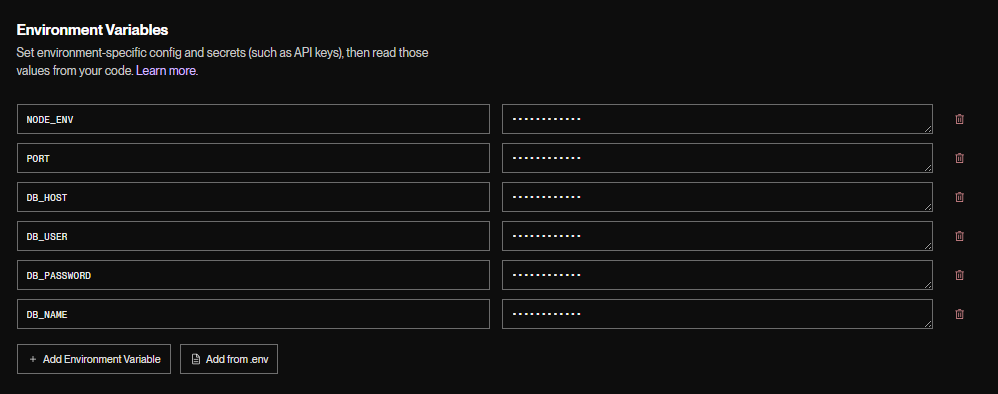 Environment Variables
Set environment-specific config and secrets (such as API keys), then read those
values from your code. Learn more.
NODE_ENV ••••••••••••
PORT ••••••••••••
DB_HOST ••••••••••••
DB_USER ••••••••••••
DB_PASSWORD ••••••••••••
DB_NAME ••••••••••••
+ Add Environment Variable Add from .env